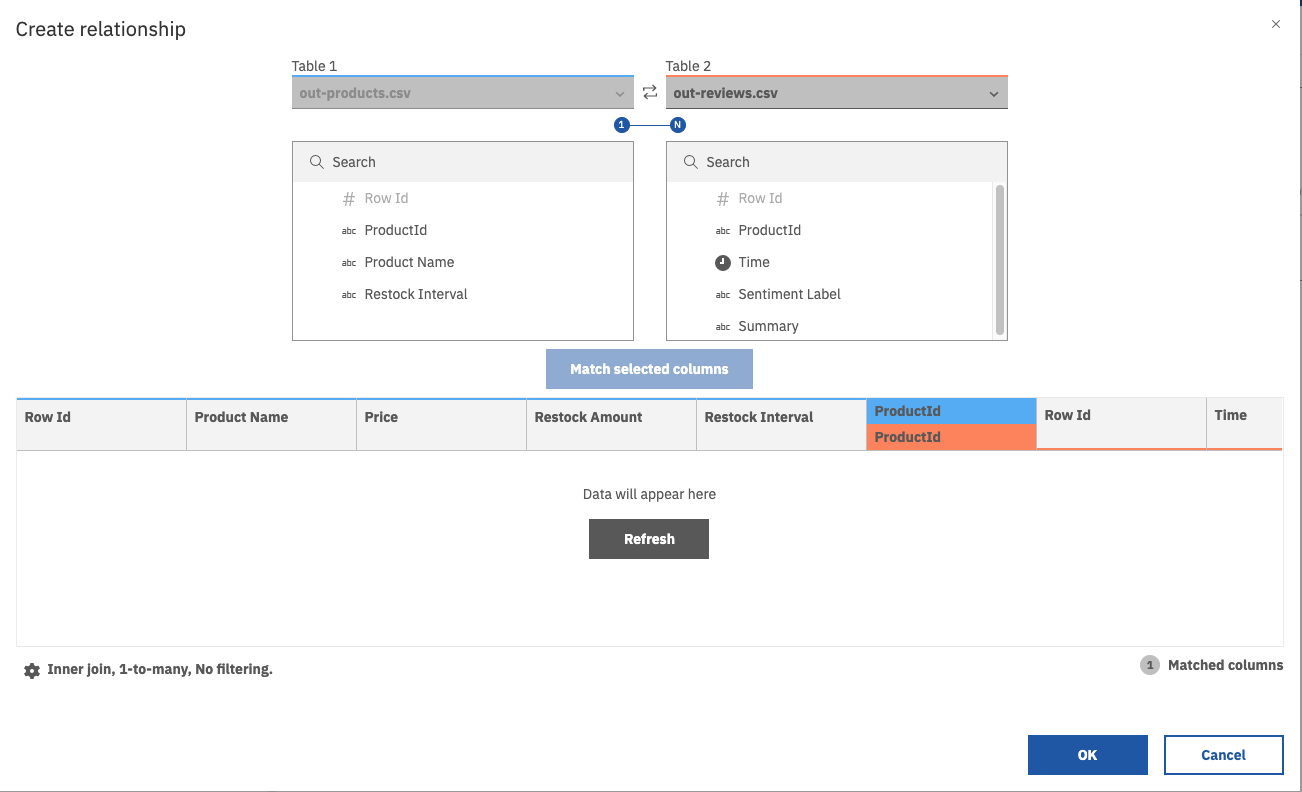 Create relationship
Table 1
Table 2
out-products.csv
out-reviews.csv
1
N
Search
# Row Id
abc ProductId
abc Product Name
abc Restock Interval
Search
# Row Id
abc ProductId
Time
abc Sentiment Label
abc Summary
Match selected columns
Row Id
Product Name
Price
Restock Amount
Restock Interval
ProductId
ProductId
Row Id
Time
Data will appear here
Refresh
Inner join, 1-to-many, No filtering.
1 Matched columns
OK
Cancel